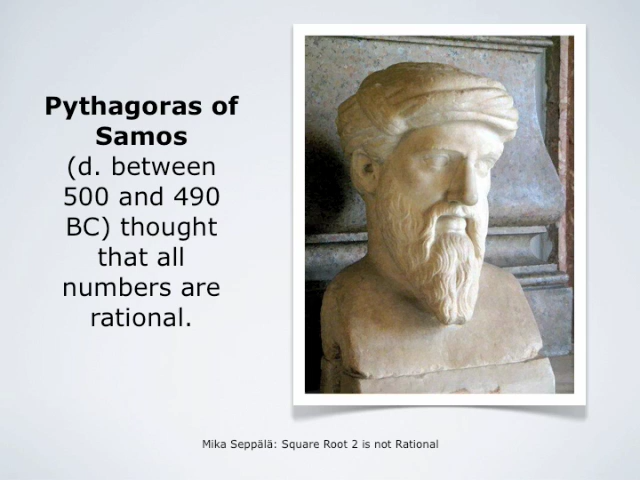 Pythagoras of
Samos
(d. between
500 and 490
BC) thought
that all
numbers are
rational.
Mika Seppälä: Square Root 2 is not Rational